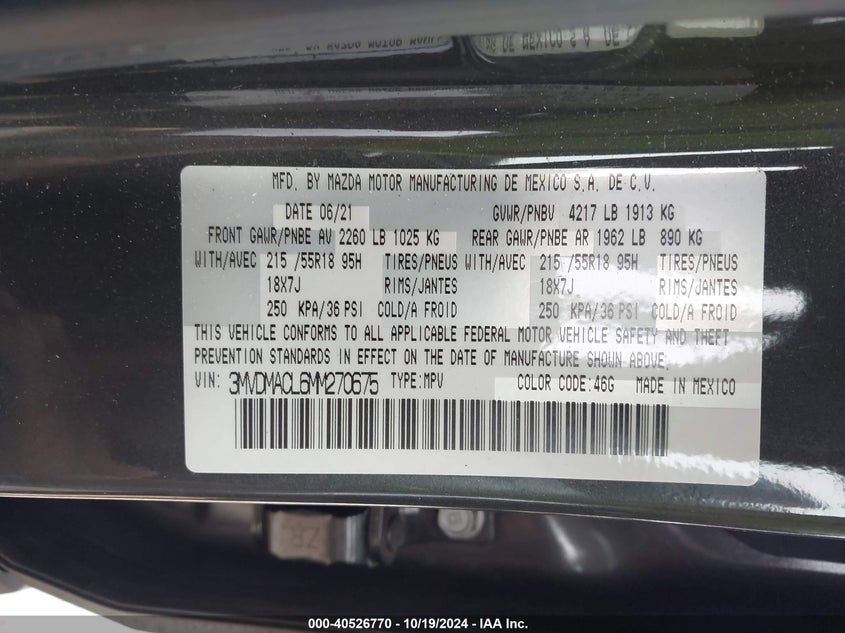 MFD. BY MAZDA MOTOR MANUFACTURING DE MEXICO S.A. DE C.V.
DATE 06/21 GVWR/PNBV 4217 LB 1913 KG
FRONT GAWR/PNBE AV 2260 LB 1025 KG REAR GAWR/PNBE AR 1962 LB 890 KG
WITH/AVEC 215 /55R18 95H TIRES/PNEUS WITH/AVEC 215 /55R18 95H TIRES/PNEUS
18X7J RIMS/JANTES 18X7J RIMS/JANTES
250 KPA/36 PSI COLD/A FROID 250 KPA/36 PSI COLD/A FROID
THIS VEHICLE CONFORMS TO ALL APPLICABLE FEDERAL MOTOR VEHICLE SAFETY AND THEFT
PREVENTION STANDARDS IN EFFECT ON THE DATE OF MANUFACTURE SHOWN ABOVE.
VIN: 3MVDMACL6MM270675 TYPE:MPV COLOR CODE:46G MADE IN MEXICO
ZR
000-40526770 - 10/19/2024 - IAA Inc.